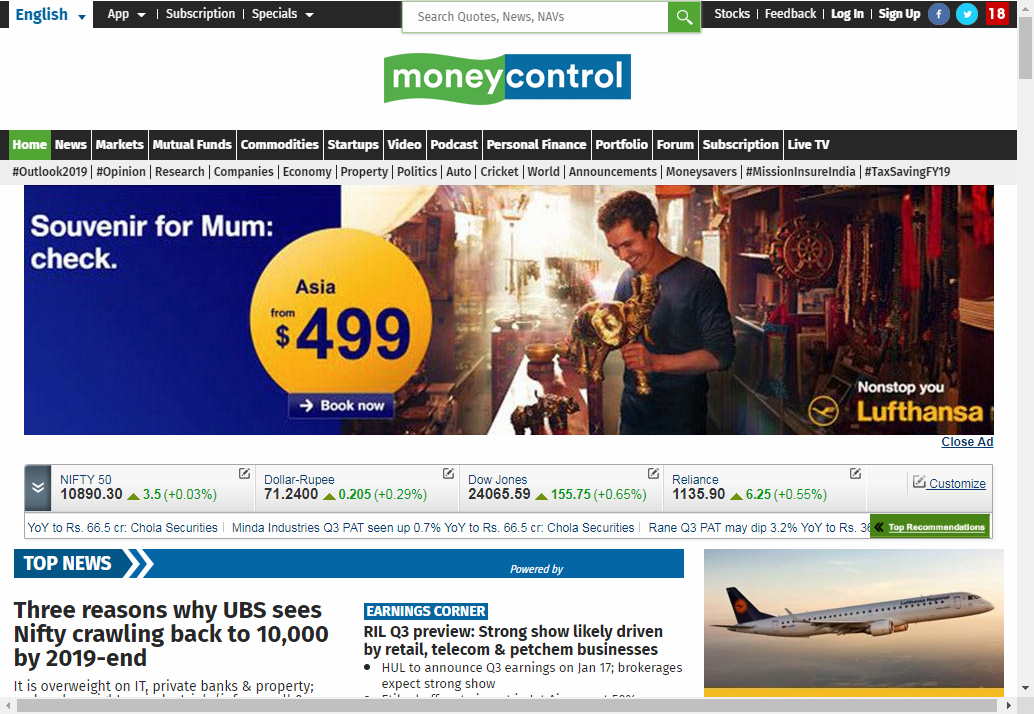 English App | Subscription | Specials Search Quotes, News, NAVs Stocks | Feedback | Log In | Sign Up 18
moneycontrol
Home News Markets Mutual Funds Commodities Startups Video Podcast Personal Finance Portfolio Forum Subscription Live TV
#Outlook2019 | #Opinion | Research | Companies | Economy | Property | Politics | Auto | Cricket | World | Announcements | Moneysavers | #MissionInsureIndia | #TaxSavingFY19
Souvenir for Mum:
check.
Asia
from
$499
Book now
Nonstop you
Lufthansa
Close Ad
NIFTY 50 Dollar-Rupee Dow Jones Reliance Customize
10890.30 3.5 (+0.03%) 71.2400 0.205 (+0.29%) 24065.59 155.75 (+0.65%) 1135.90 6.25 (+0.55%)
YoY to Rs. 66.5 cr: Chola Securities | Minda Industries Q3 PAT seen up 0.7% YoY to Rs. 66.5 cr: Chola Securities | Rane Q3 PAT may dip 3.2% YoY to Rs. Top Recommendations
TOP NEWS Powered by
Three reasons why UBS sees
Nifty crawling back to 10,000
by 2019-end
It is overweight on IT, private banks & property;
EARNINGS CORNER
RIL Q3 preview: Strong show likely driven
by retail, telecom & petchem businesses
HUL to announce Q3 earnings on Jan 17; brokerages
expect strong show